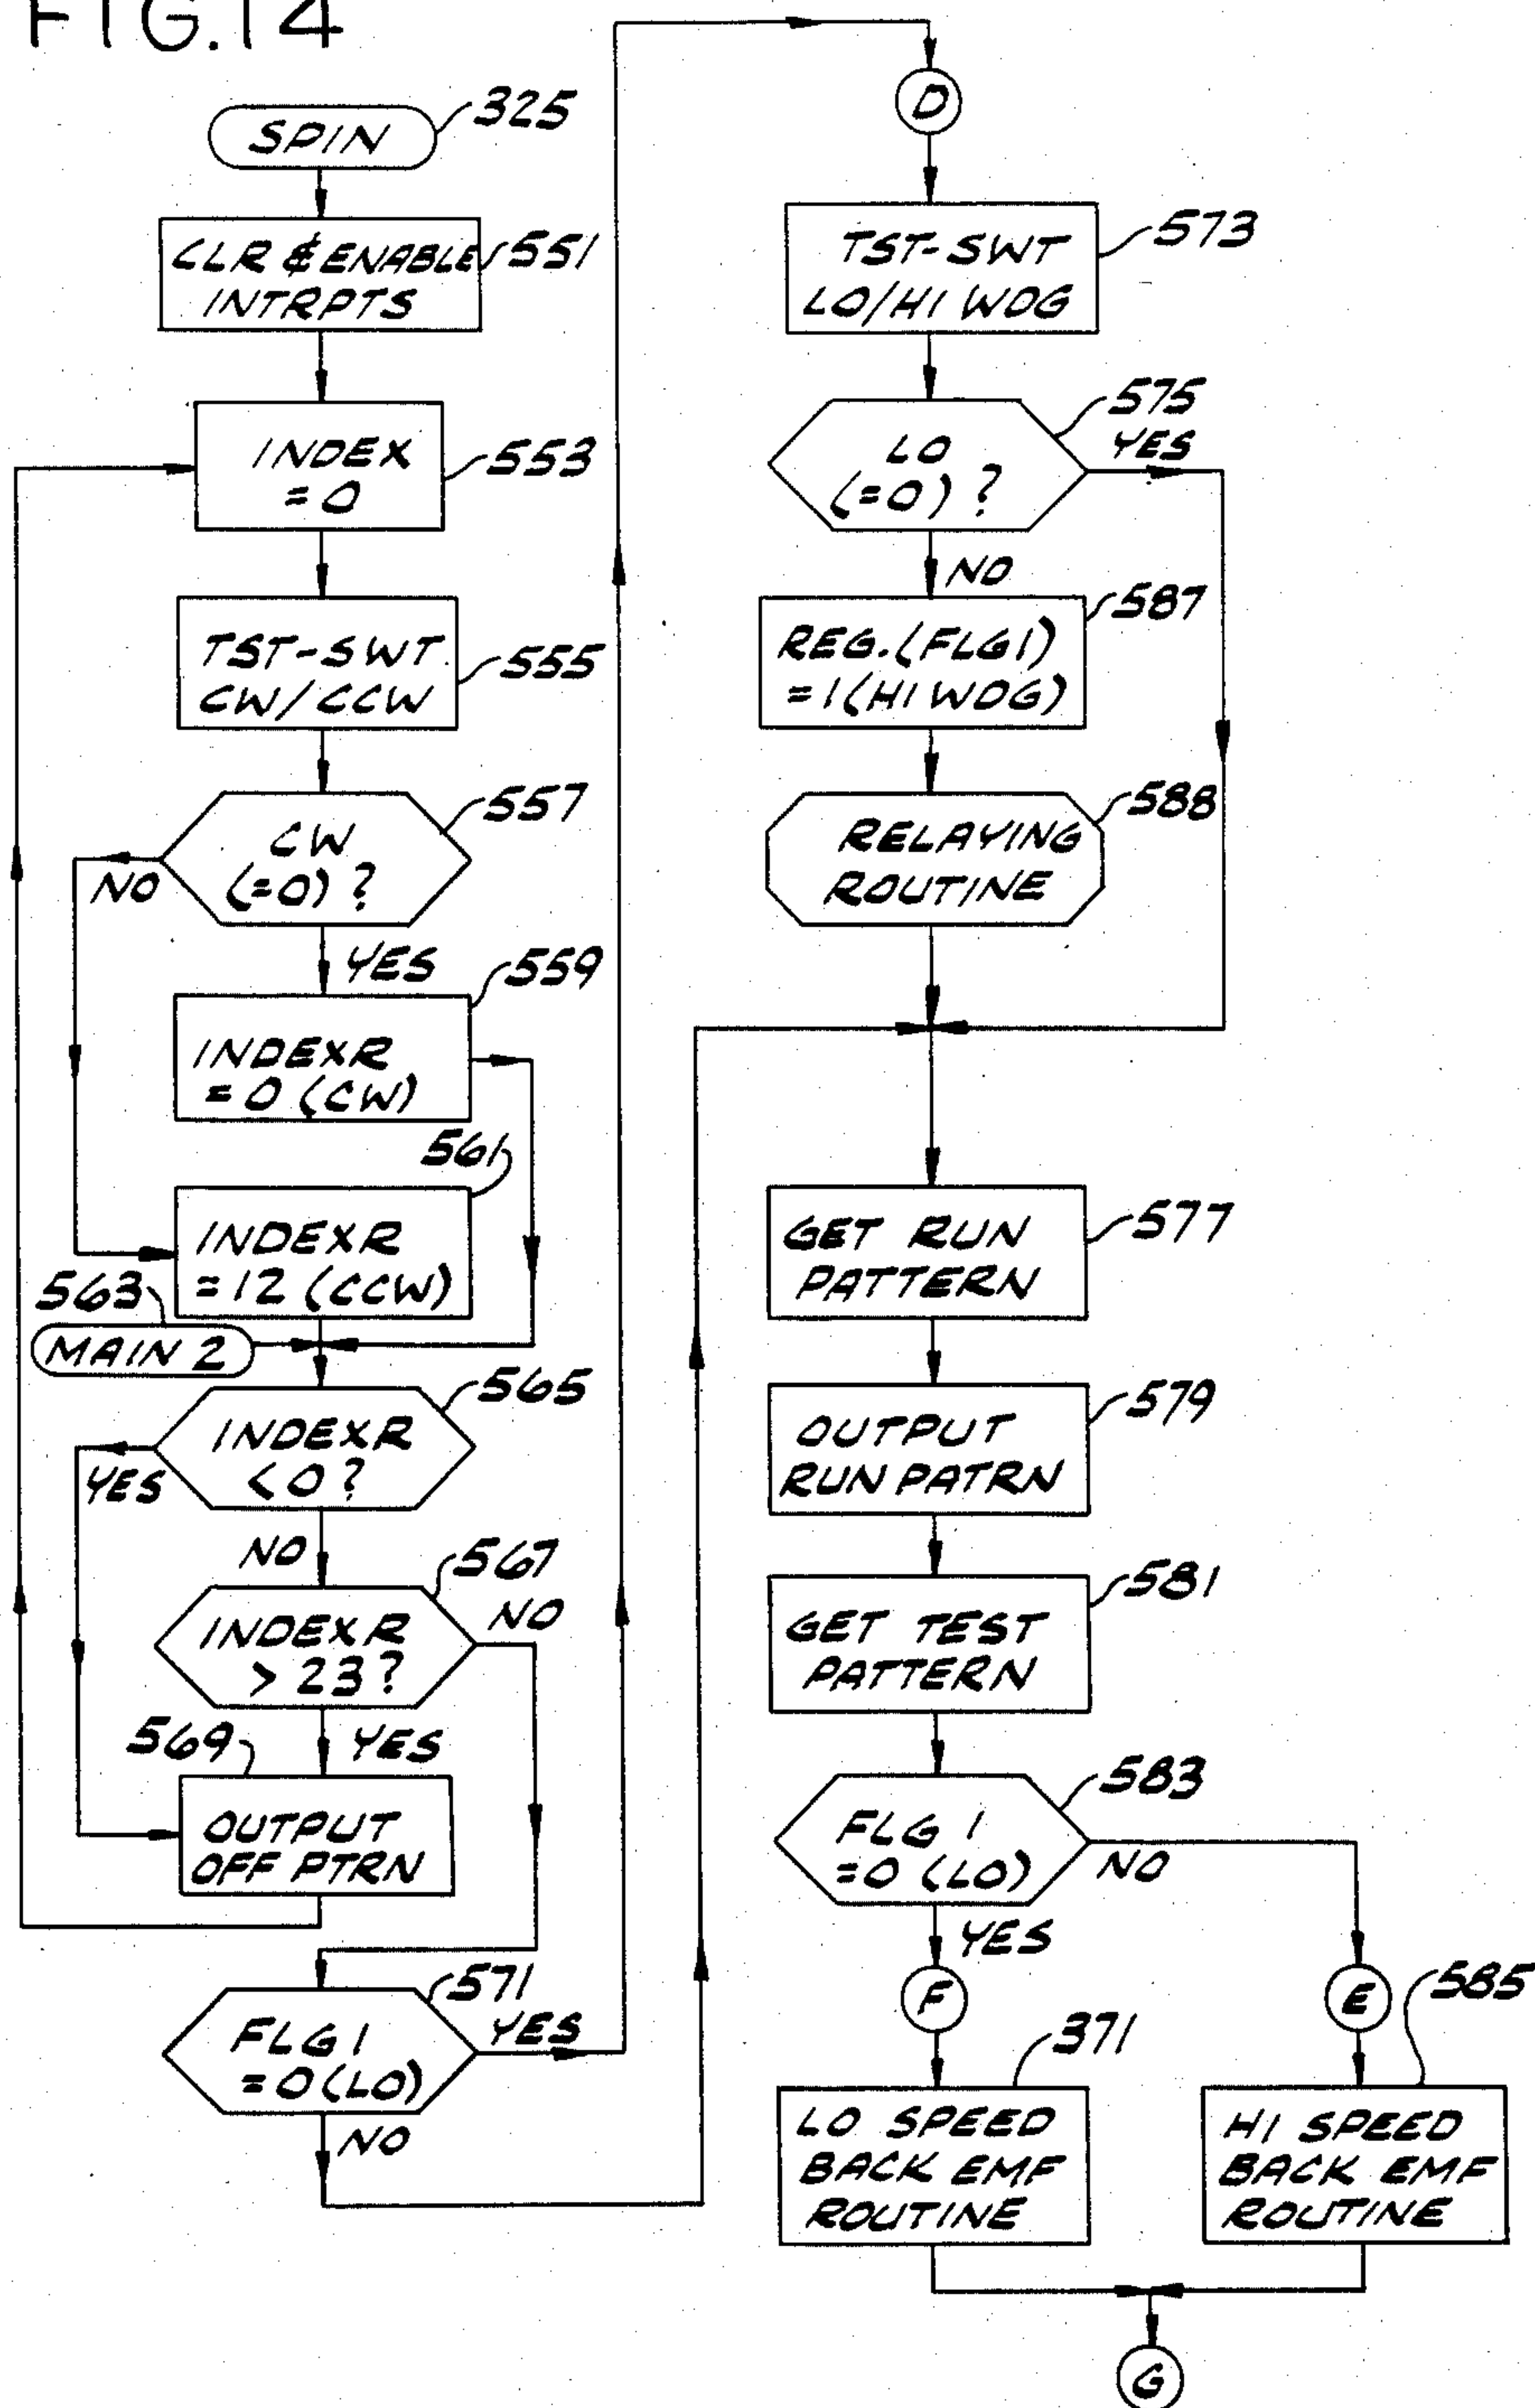 FIG.14
SPIN
325
CLR & ENABLE
INTRPTS
551
INDEX
=0
553
TST-SWT
CW/CCW
555
CW
(=0)?
557
NO
YES
INDEXR
=0 (CW)
559
INDEXR
=12 (CCW)
561
563
MAIN 2
INDEXR
<0?
565
YES
NO
INDEXR
>23?
567
NO
YES
569
OUTPUT
OFF PTRN
FLG 1
=0(LO)
571
YES
NO
D
TST-SWT
LO/HI WDG
573
LO
(=0)?
575
YES
NO
REG.(FLG1)
=1(HI WDG)
587
RELAYING
ROUTINE
588
GET RUN
PATTERN
577
OUTPUT
RUN PATRN
579
GET TEST
PATTERN
581
FLG 1
=0 (LO)
583
NO
YES
F
E
LO SPEED
BACK EMF
ROUTINE
371
HI SPEED
BACK EMF
ROUTINE
585
G